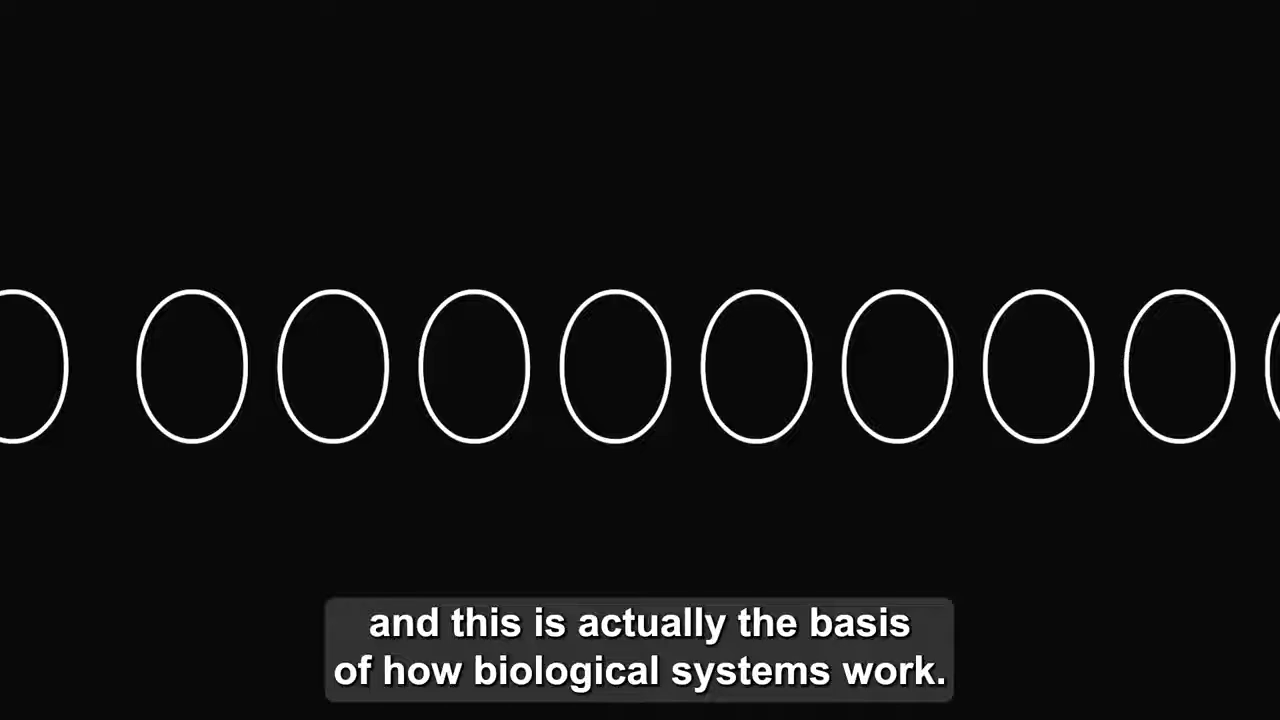 and this is actually the basis
of how biological systems work.